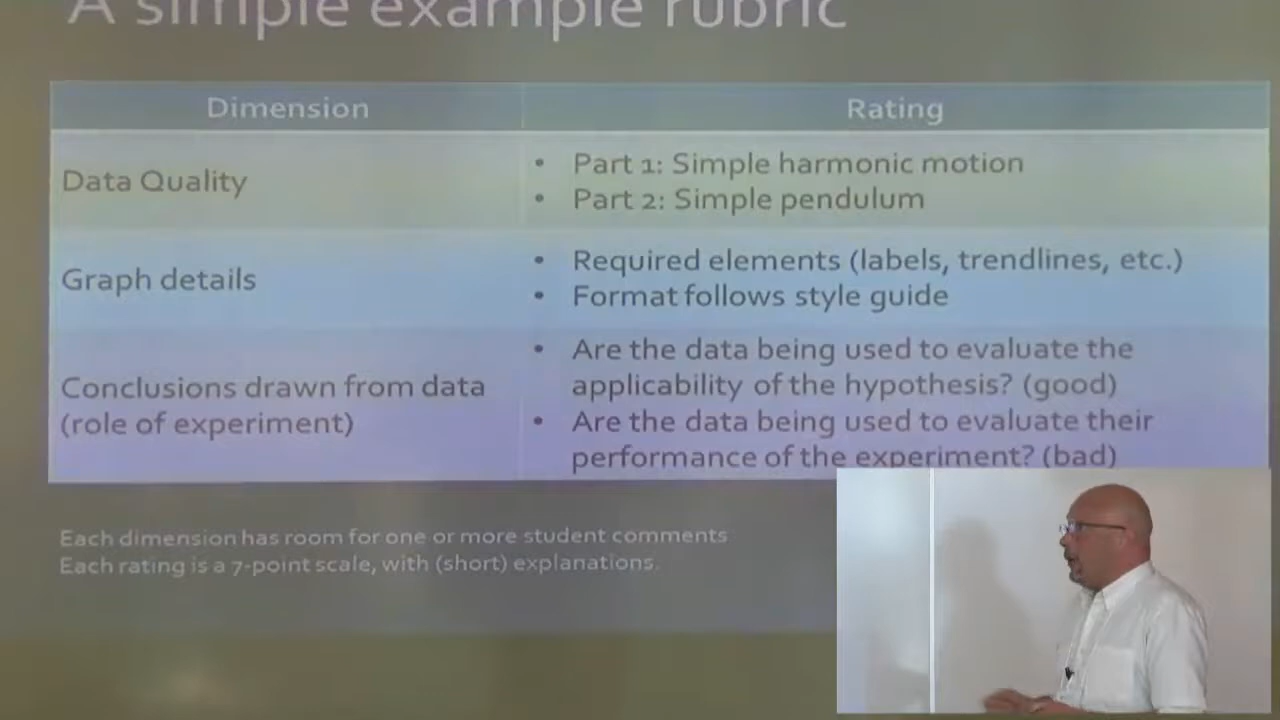 A simple example rubric
Dimension
Rating
Data Quality
• Part 1: Simple harmonic motion
• Part 2: Simple pendulum
Graph details
• Required elements (labels, trendlines, etc.)
• Format follows style guide
Conclusions drawn from data
(role of experiment)
• Are the data being used to evaluate the
applicability of the hypothesis? (good)
• Are the data being used to evaluate their
performance of the experiment? (bad)
Each dimension has room for one or more student comments
Each rating is a 7-point scale, with (short) explanations.